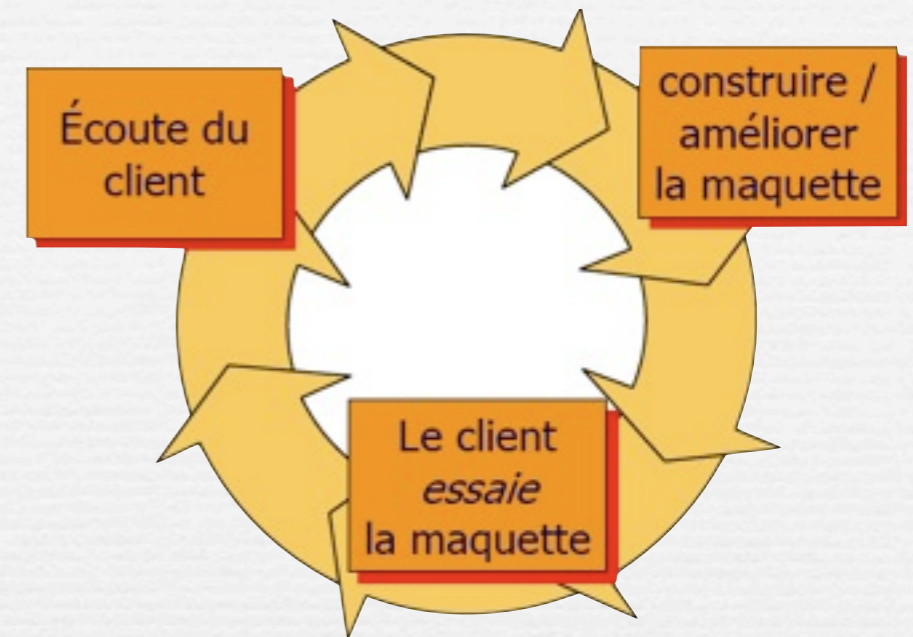 Écoute du
client
construire /
améliorer
la maquette
Le client
essaie
la maquette